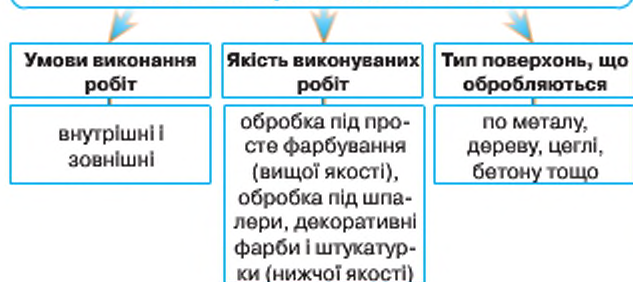 Умови виконання
робіт
внутрішні і
зовнішні
Якість виконуваних
робіт
обробка під про-
сте фарбування
(вищої якості),
обробка під шпа-
лери, декоративні
фарби і штукатур-
ки (нижчої якості)
Тип поверхонь, що
обробляються
по металу,
дереву, цеглі,
бетону тощо